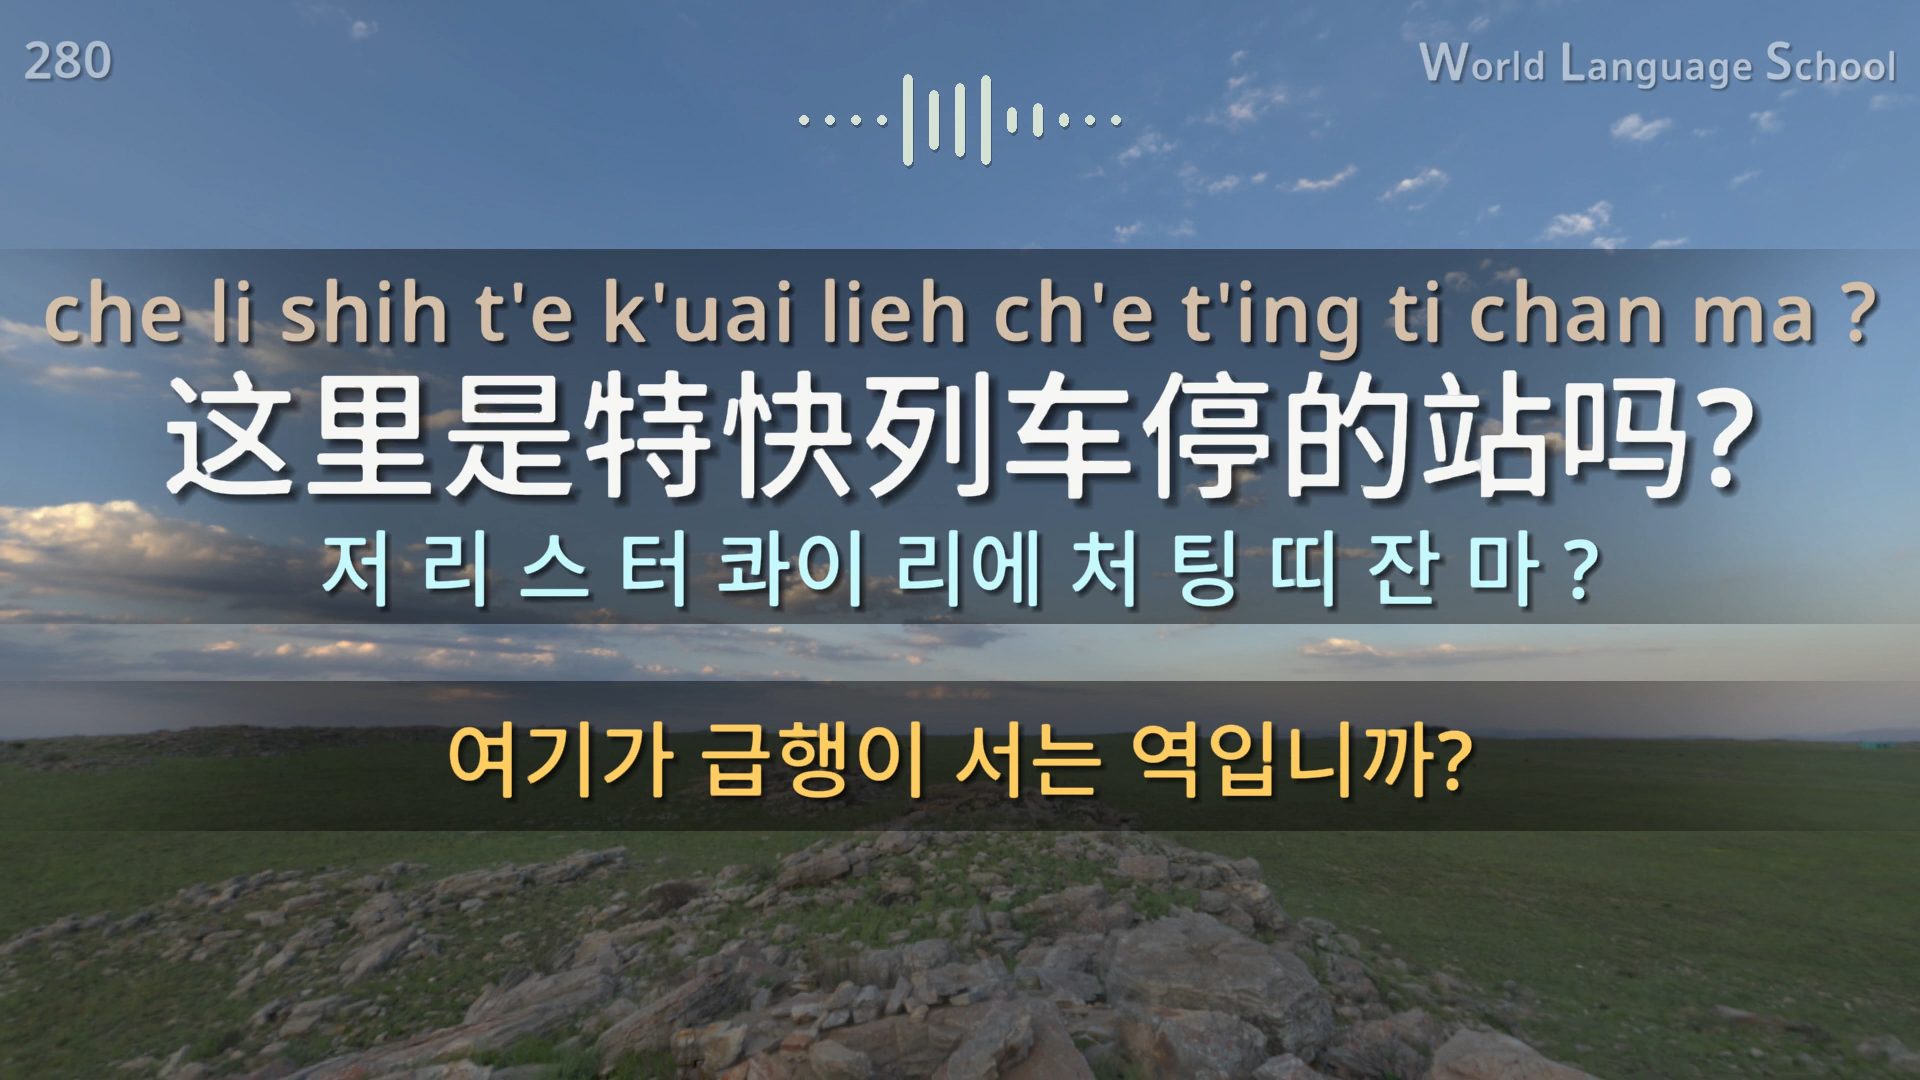 280
World Language School
che li shih t'e k'uai lieh ch'e t'ing ti chan ma ?
这里是特快列车停的站吗?
저 리 스 터 콰이 리에 처 팅 띠 잔 마 ?
여기가 급행이 서는 역입니까?